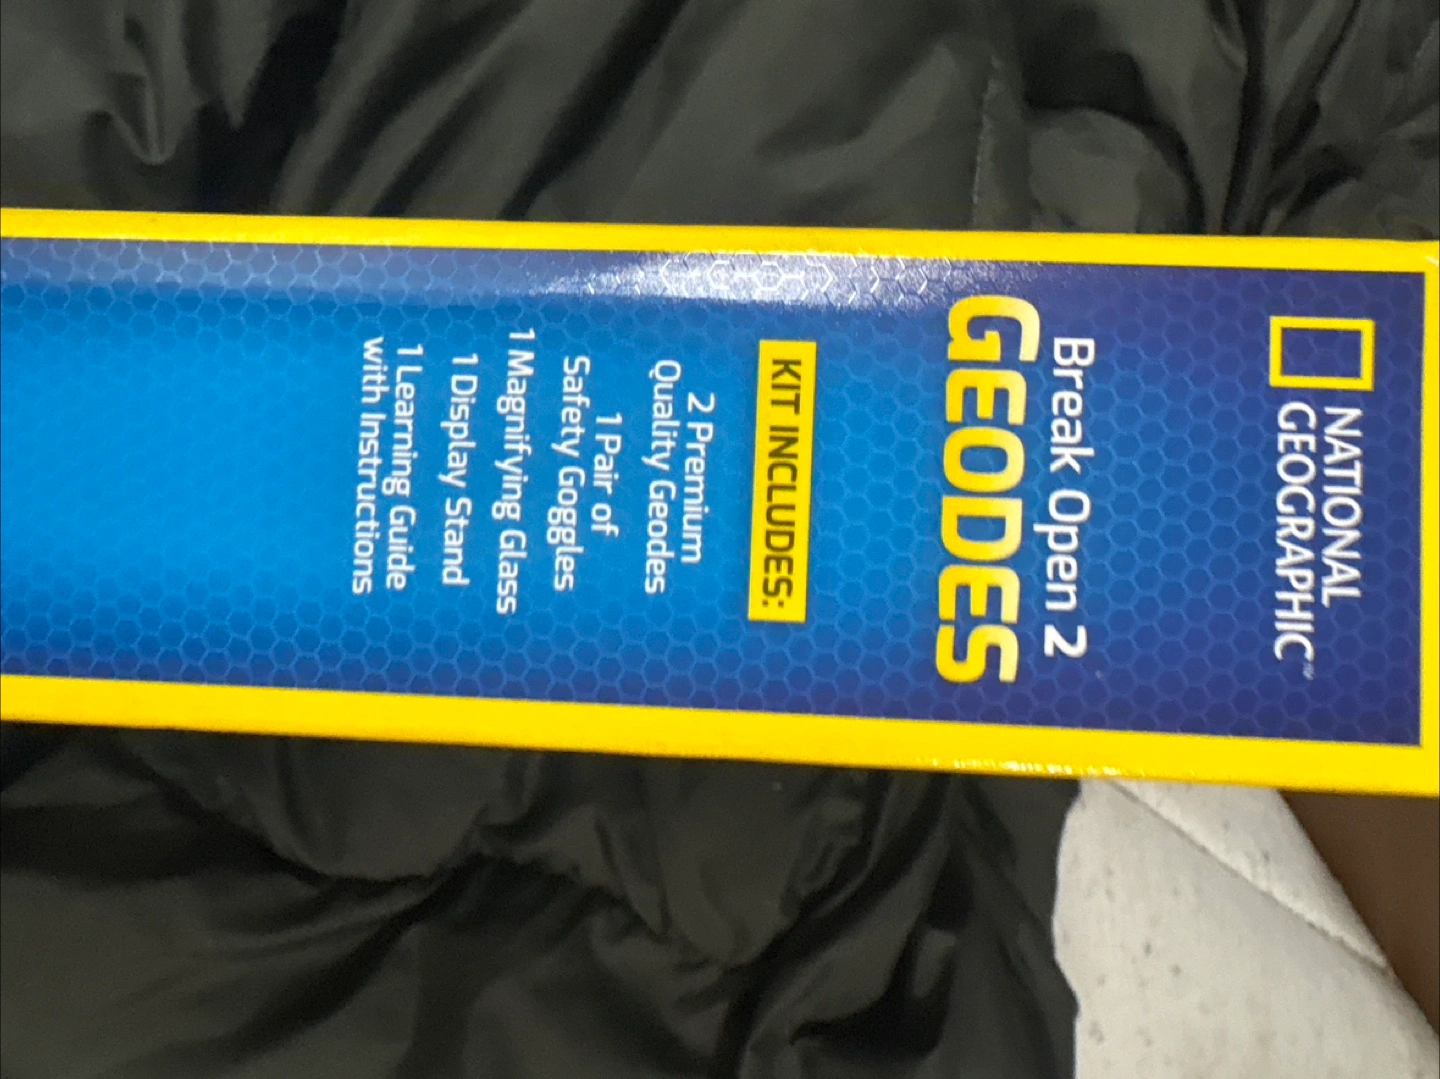 NATIONAL
GEOGRAPHIC™
Break Open 2
GEODES
KIT INCLUDES:
2 Premium
Quality Geodes
1 Pair of
Safety Goggles
1 Magnifying Glass
1 Display Stand
1 Learning Guide
with Instructions